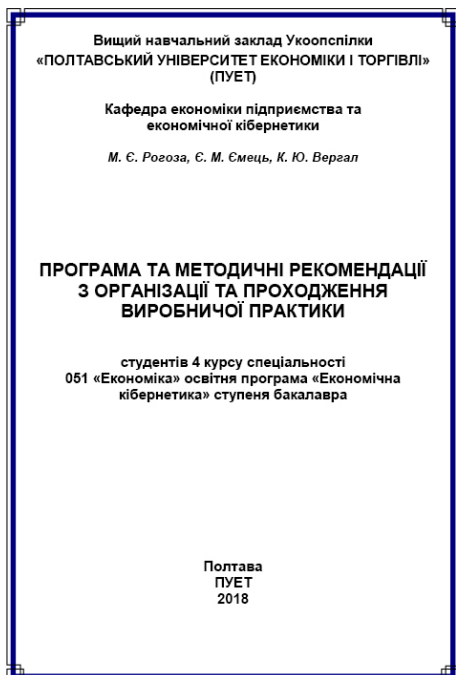 Вищий навчальний заклад Укоопспілки
«ПОЛТАВСЬКИЙ УНІВЕРСИТЕТ ЕКОНОМІКИ І ТОРГІВЛІ»
(ПУЕТ)
Кафедра економіки підприємства та
економічної кібернетики
М. Є. Рогоза, Є. М. Ємець, К. Ю. Вергал
ПРОГРАМА ТА МЕТОДИЧНІ РЕКОМЕНДАЦІЇ
З ОРГАНІЗАЦІЇ ТА ПРОХОДЖЕННЯ
ВИРОБНИЧОЇ ПРАКТИКИ
студентів 4 курсу спеціальності
051 «Економіка» освітня програма «Економічна
кібернетика» ступеня бакалавра
Полтава
ПУЕТ
2018